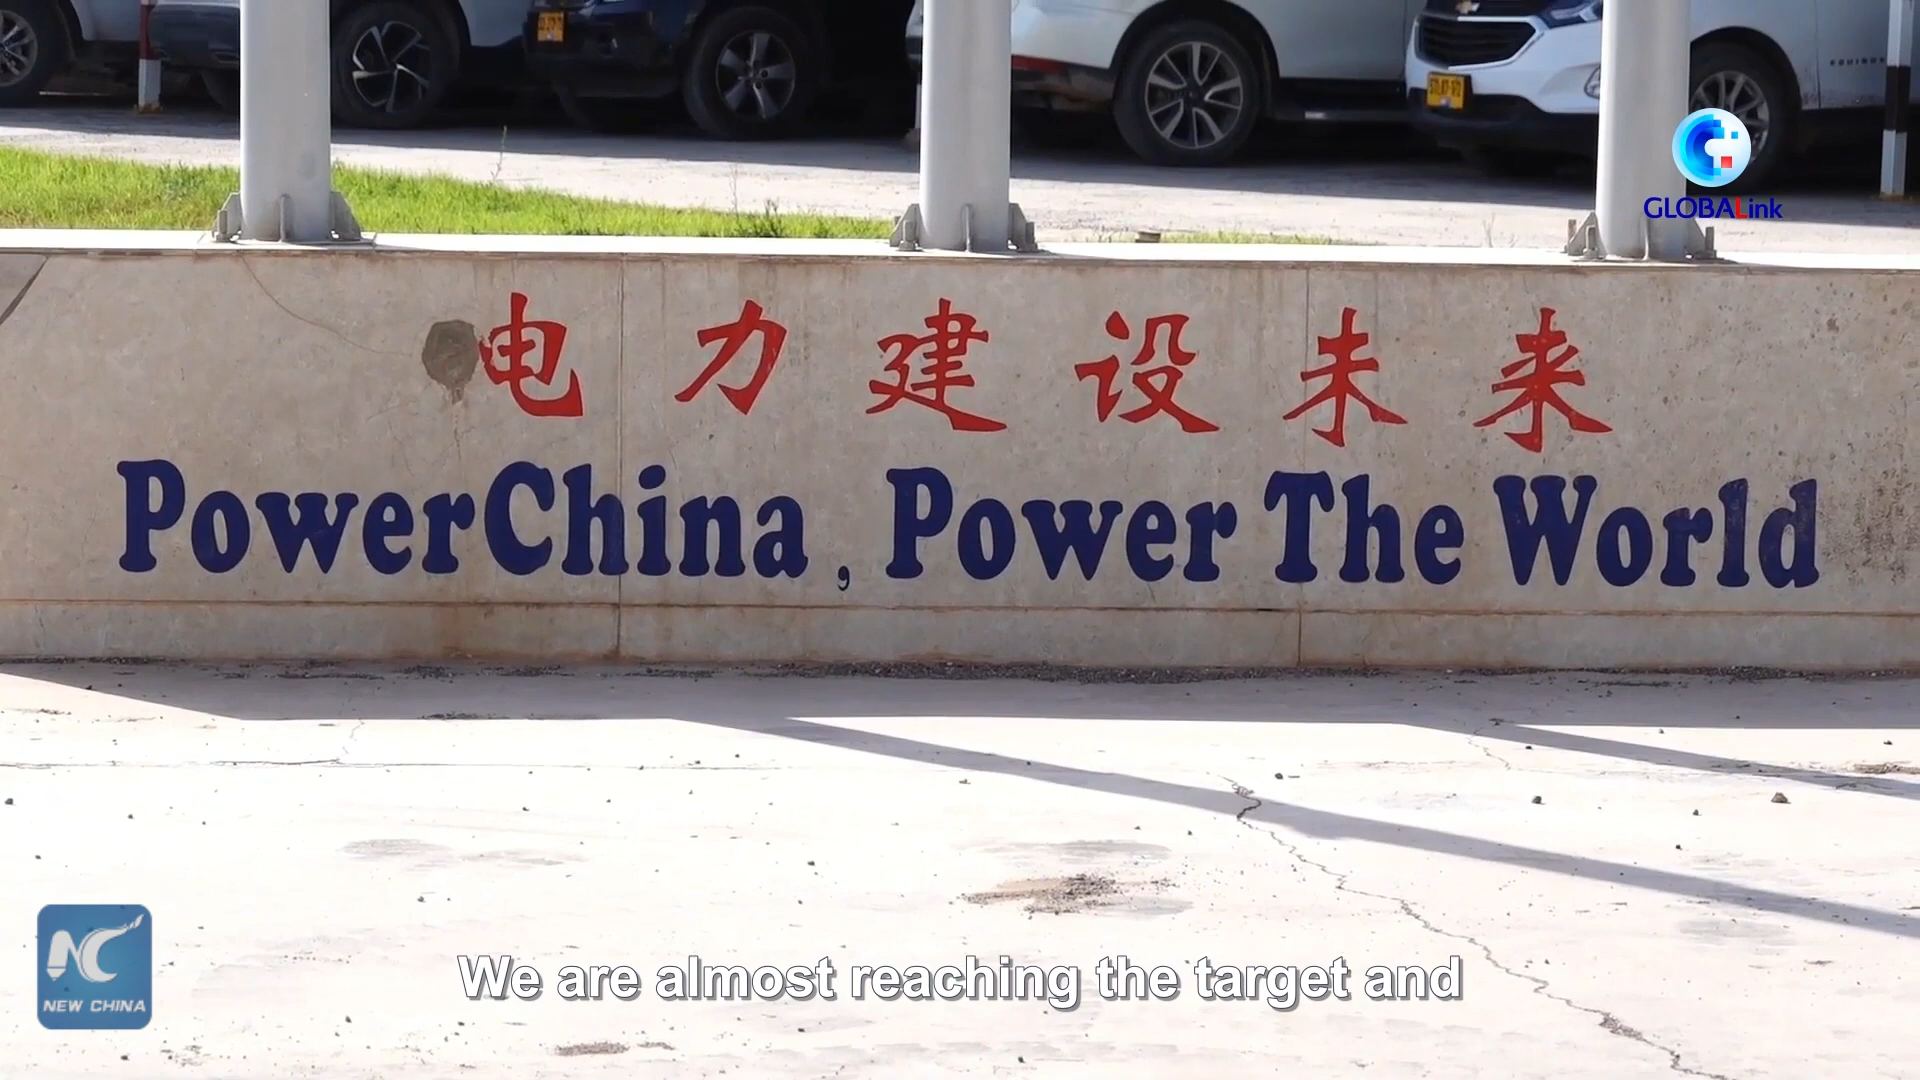 EQUINOX
GLOBALink
电力建设未来
PowerChina, Power The World
We are almost reaching the target and
NEW CHINA